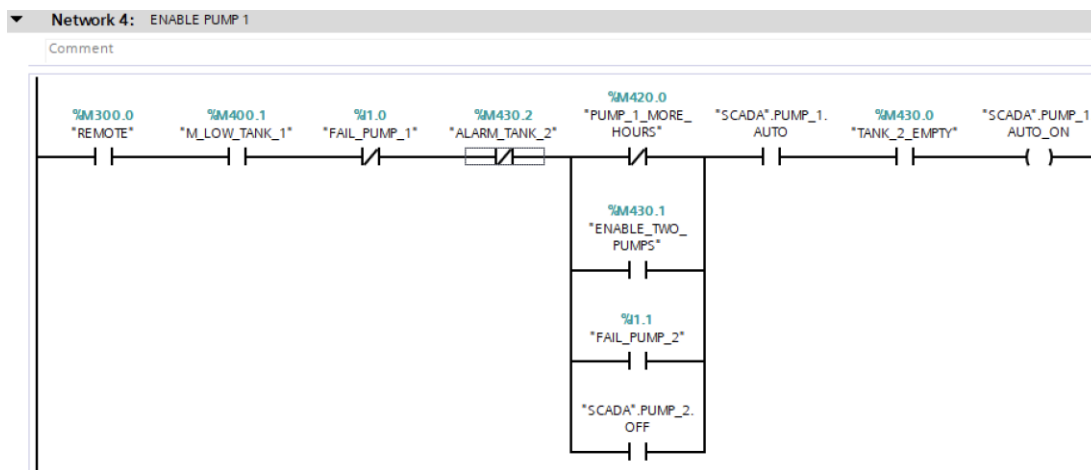 Network 4: ENABLE PUMP 1
Comment
%M300.0
"REMOTE"
%M400.1
"M_LOW_TANK_1"
%I1.0
"FAIL_PUMP_1"
%M430.2
"ALARM_TANK_2"
%M420.0
"PUMP_1_MORE_
HOURS"
"SCADA".PUMP_1.
AUTO
%M430.0
"TANK_2_EMPTY"
"SCADA".PUMP_1
AUTO_ON
%M430.1
"ENABLE_TWO_
PUMPS"
%I1.1
"FAIL_PUMP_2"
"SCADA".PUMP_2.
OFF